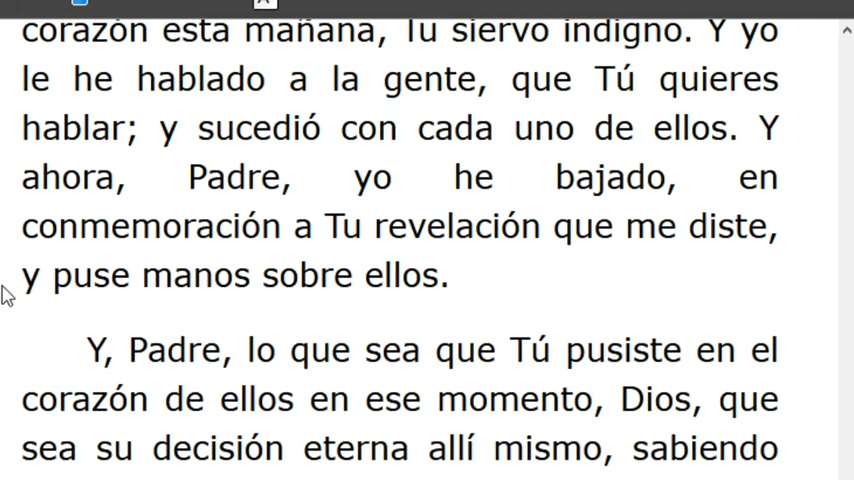 corazón esta mañana, Tu siervo indigno. Y yo
le he hablado a la gente, que Tú quieres
hablar; y sucedió con cada uno de ellos. Y
ahora, Padre, yo he bajado, en
conmemoración a Tu revelación que me diste,
y puse manos sobre ellos.
Y, Padre, lo que sea que Tú pusiste en el
corazón de ellos en ese momento, Dios, que
sea su decisión eterna allí mismo, sabiendo